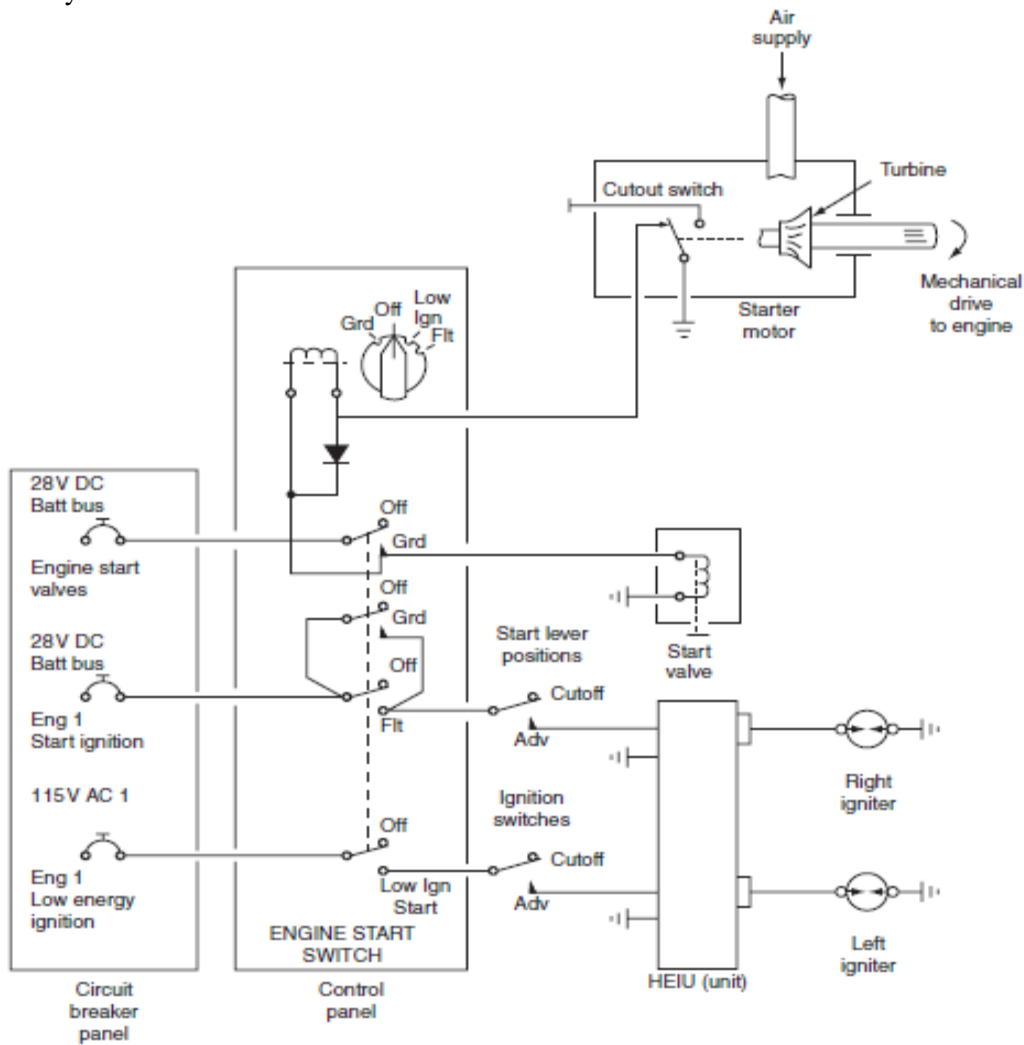 Air
supply
Turbine
Cutout switch
Mechanical
drive
to engine
Starter
motor
Grd
Off
Low
Ign
Flt
28V DC
Batt bus
Engine start
valves
Off
Grd
Off
Grd
28V DC
Batt bus
Eng 1
Start ignition
Off
Flt
Start lever
positions
Cutoff
Adv
Start
valve
Right
igniter
115V AC 1
Eng 1
Low energy
ignition
Off
Low Ign
Start
Ignition
switches
Cutoff
Adv
Left
igniter
HEIU (unit)
ENGINE START
SWITCH
Circuit
breaker
panel
Control
panel